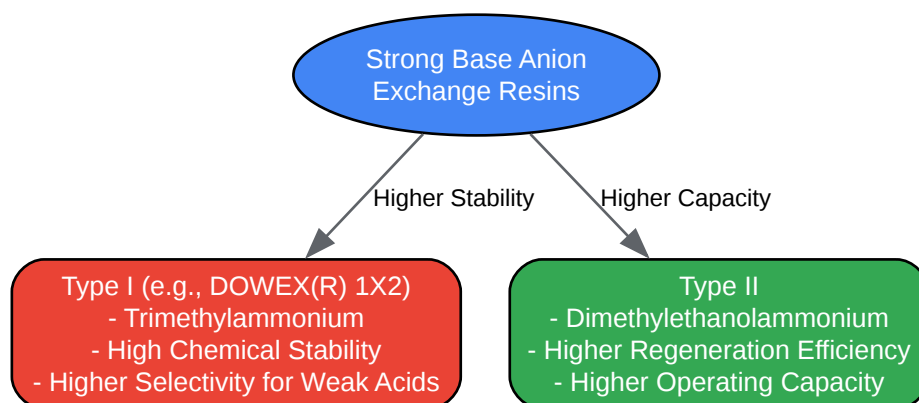 Strong Base Anion
Exchange Resins
Higher Stability
Higher Capacity
Type I (e.g., DOWEX(R) 1X2)
- Trimethylammonium
- High Chemical Stability
- Higher Selectivity for Weak Acids
Type II
- Dimethylethanolammonium
- Higher Regeneration Efficiency
- Higher Operating Capacity